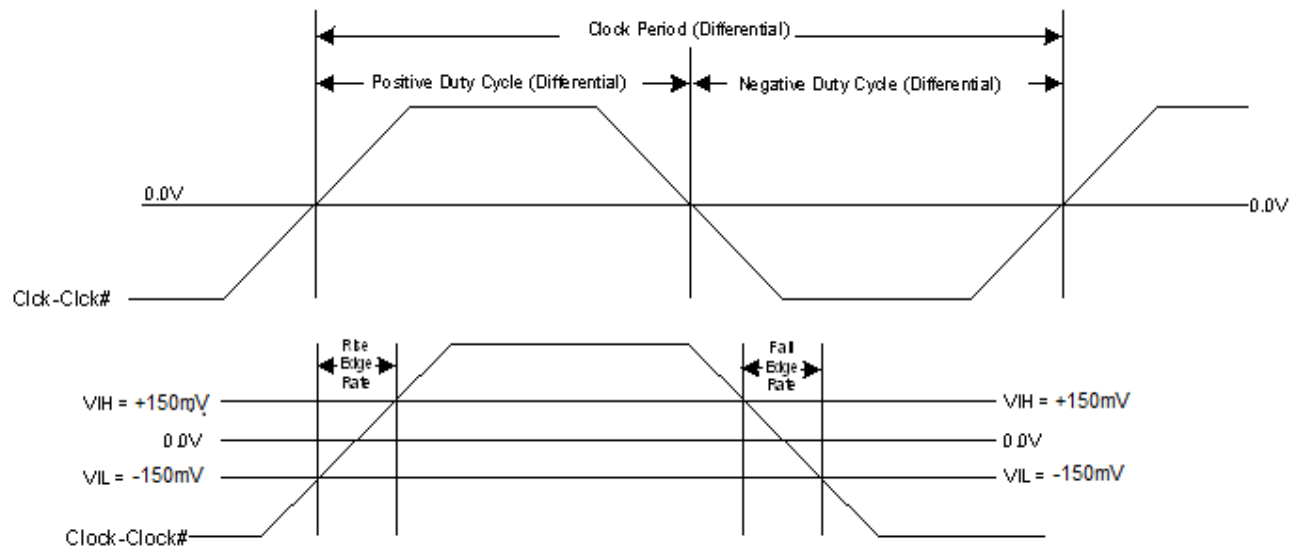 Clock Period (Differential)
Positive Duty Cycle (Differential)
Negative Duty Cycle (Differential)
0.0V
0.0V
Clck-Clck#
Rise
Edge
Rate
Fall
Edge
Rate
VIH = +150mV
VIH = +150mV
0.0V
0.0V
VIL = -150mV
VIL = -150mV
Clock-Clock#